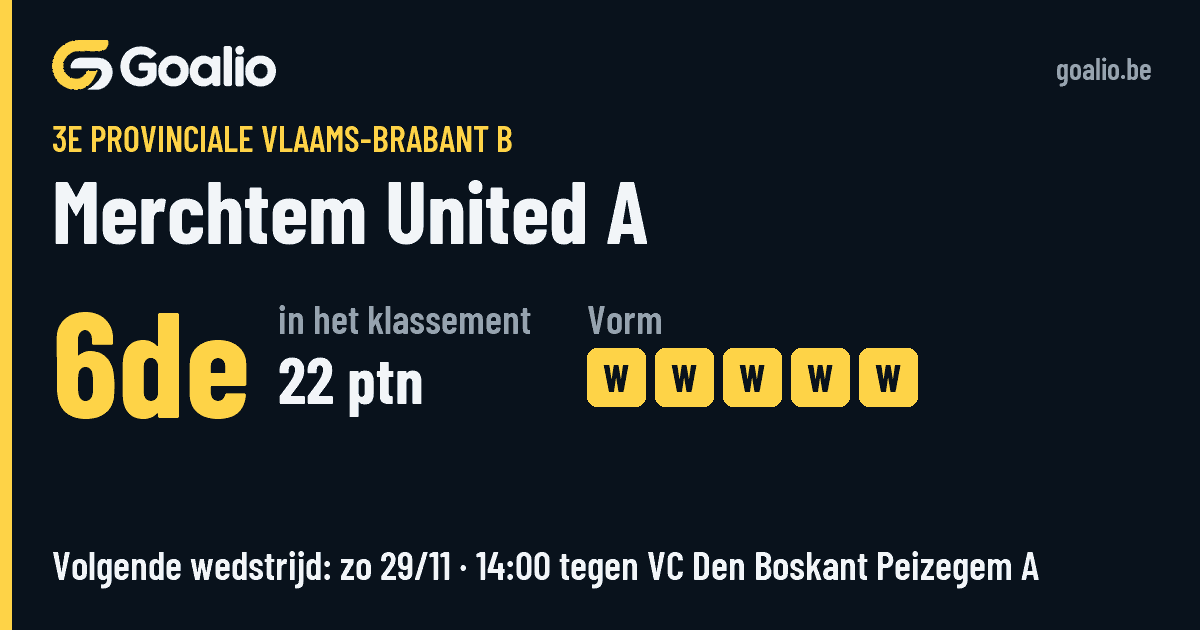 Goalio
goalio.be
3E PROVINCIALE VLAAMS-BRABANT B
Merchtem United A
6de
in het klassement
22 ptn
Vorm
W W W W W
Volgende wedstrijd: zo 29/11 · 14:00 tegen VC Den Boskant Peizegem A